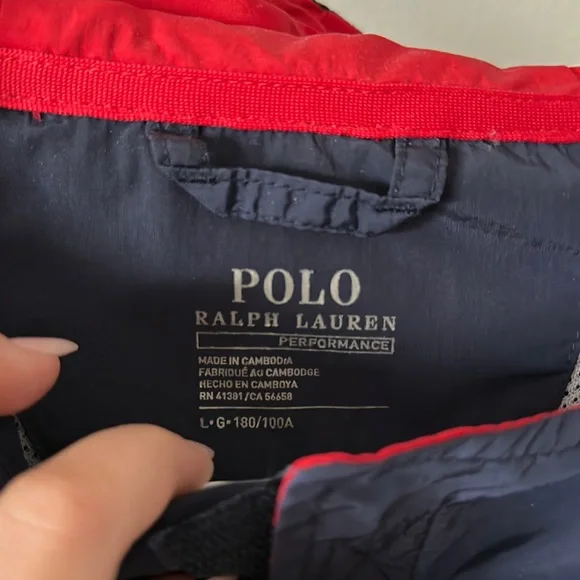 POLO
RALPH LAUREN
PERFORMANCE
MADE IN CAMBODIA
FABRIQUÉ AU CAMBODGE
HECHO EN CAMBOYA
RN 41381/CA 56658
L•G•180/100A